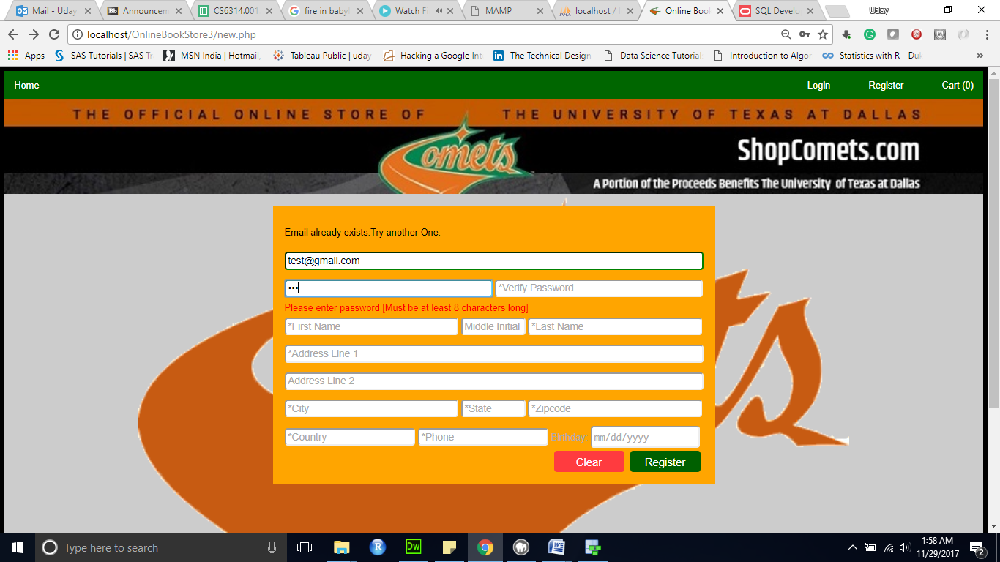 Mail - Uday
Announcem
CS6314.001
fire in babyl
Watch Fi
MAMP
localhost /
Online Boo
SQL Develo
Uday
localhost/OnlineBookStore3/new.php
Apps
SAS Tutorials | SAS Tr
MSN India | Hotmail,
Tableau Public | uday
Hacking a Google Int
The Technical Design
Data Science Tutorial
Introduction to Algor
Statistics with R - Duk
Home Login Register Cart (0)
THE OFFICIAL ONLINE STORE OF THE UNIVERSITY OF TEXAS AT DALLAS
Comets
ShopComets.com
A Portion of the Proceeds Benefits The University of Texas at Dallas
Email already exists.Try another One.
test@gmail.com
*Verify Password
Please enter password [Must be at least 8 characters long]
*First Name Middle Initial *Last Name
*Address Line 1
Address Line 2
*City *State *Zipcode
*Country *Phone Birthday mm/dd/yyyy
Clear Register
Type here to search
1:58 AM
11/29/2017
2